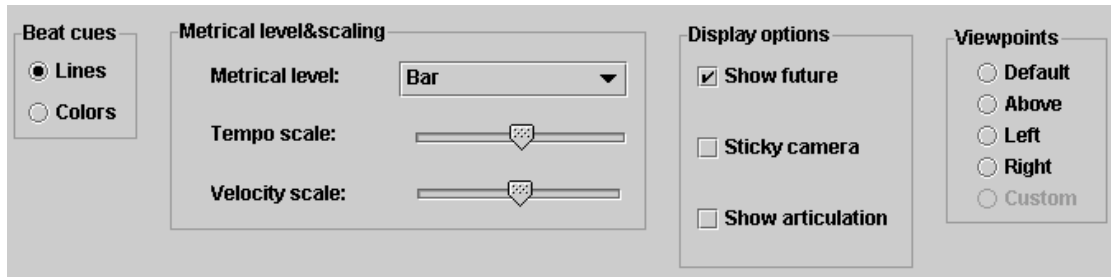 Beat cues
Lines
Colors
Metrical level&scaling
Metrical level:
Bar
Tempo scale:
Velocity scale:
Display options
Show future
Sticky camera
Show articulation
Viewpoints
Default
Above
Left
Right
Custom